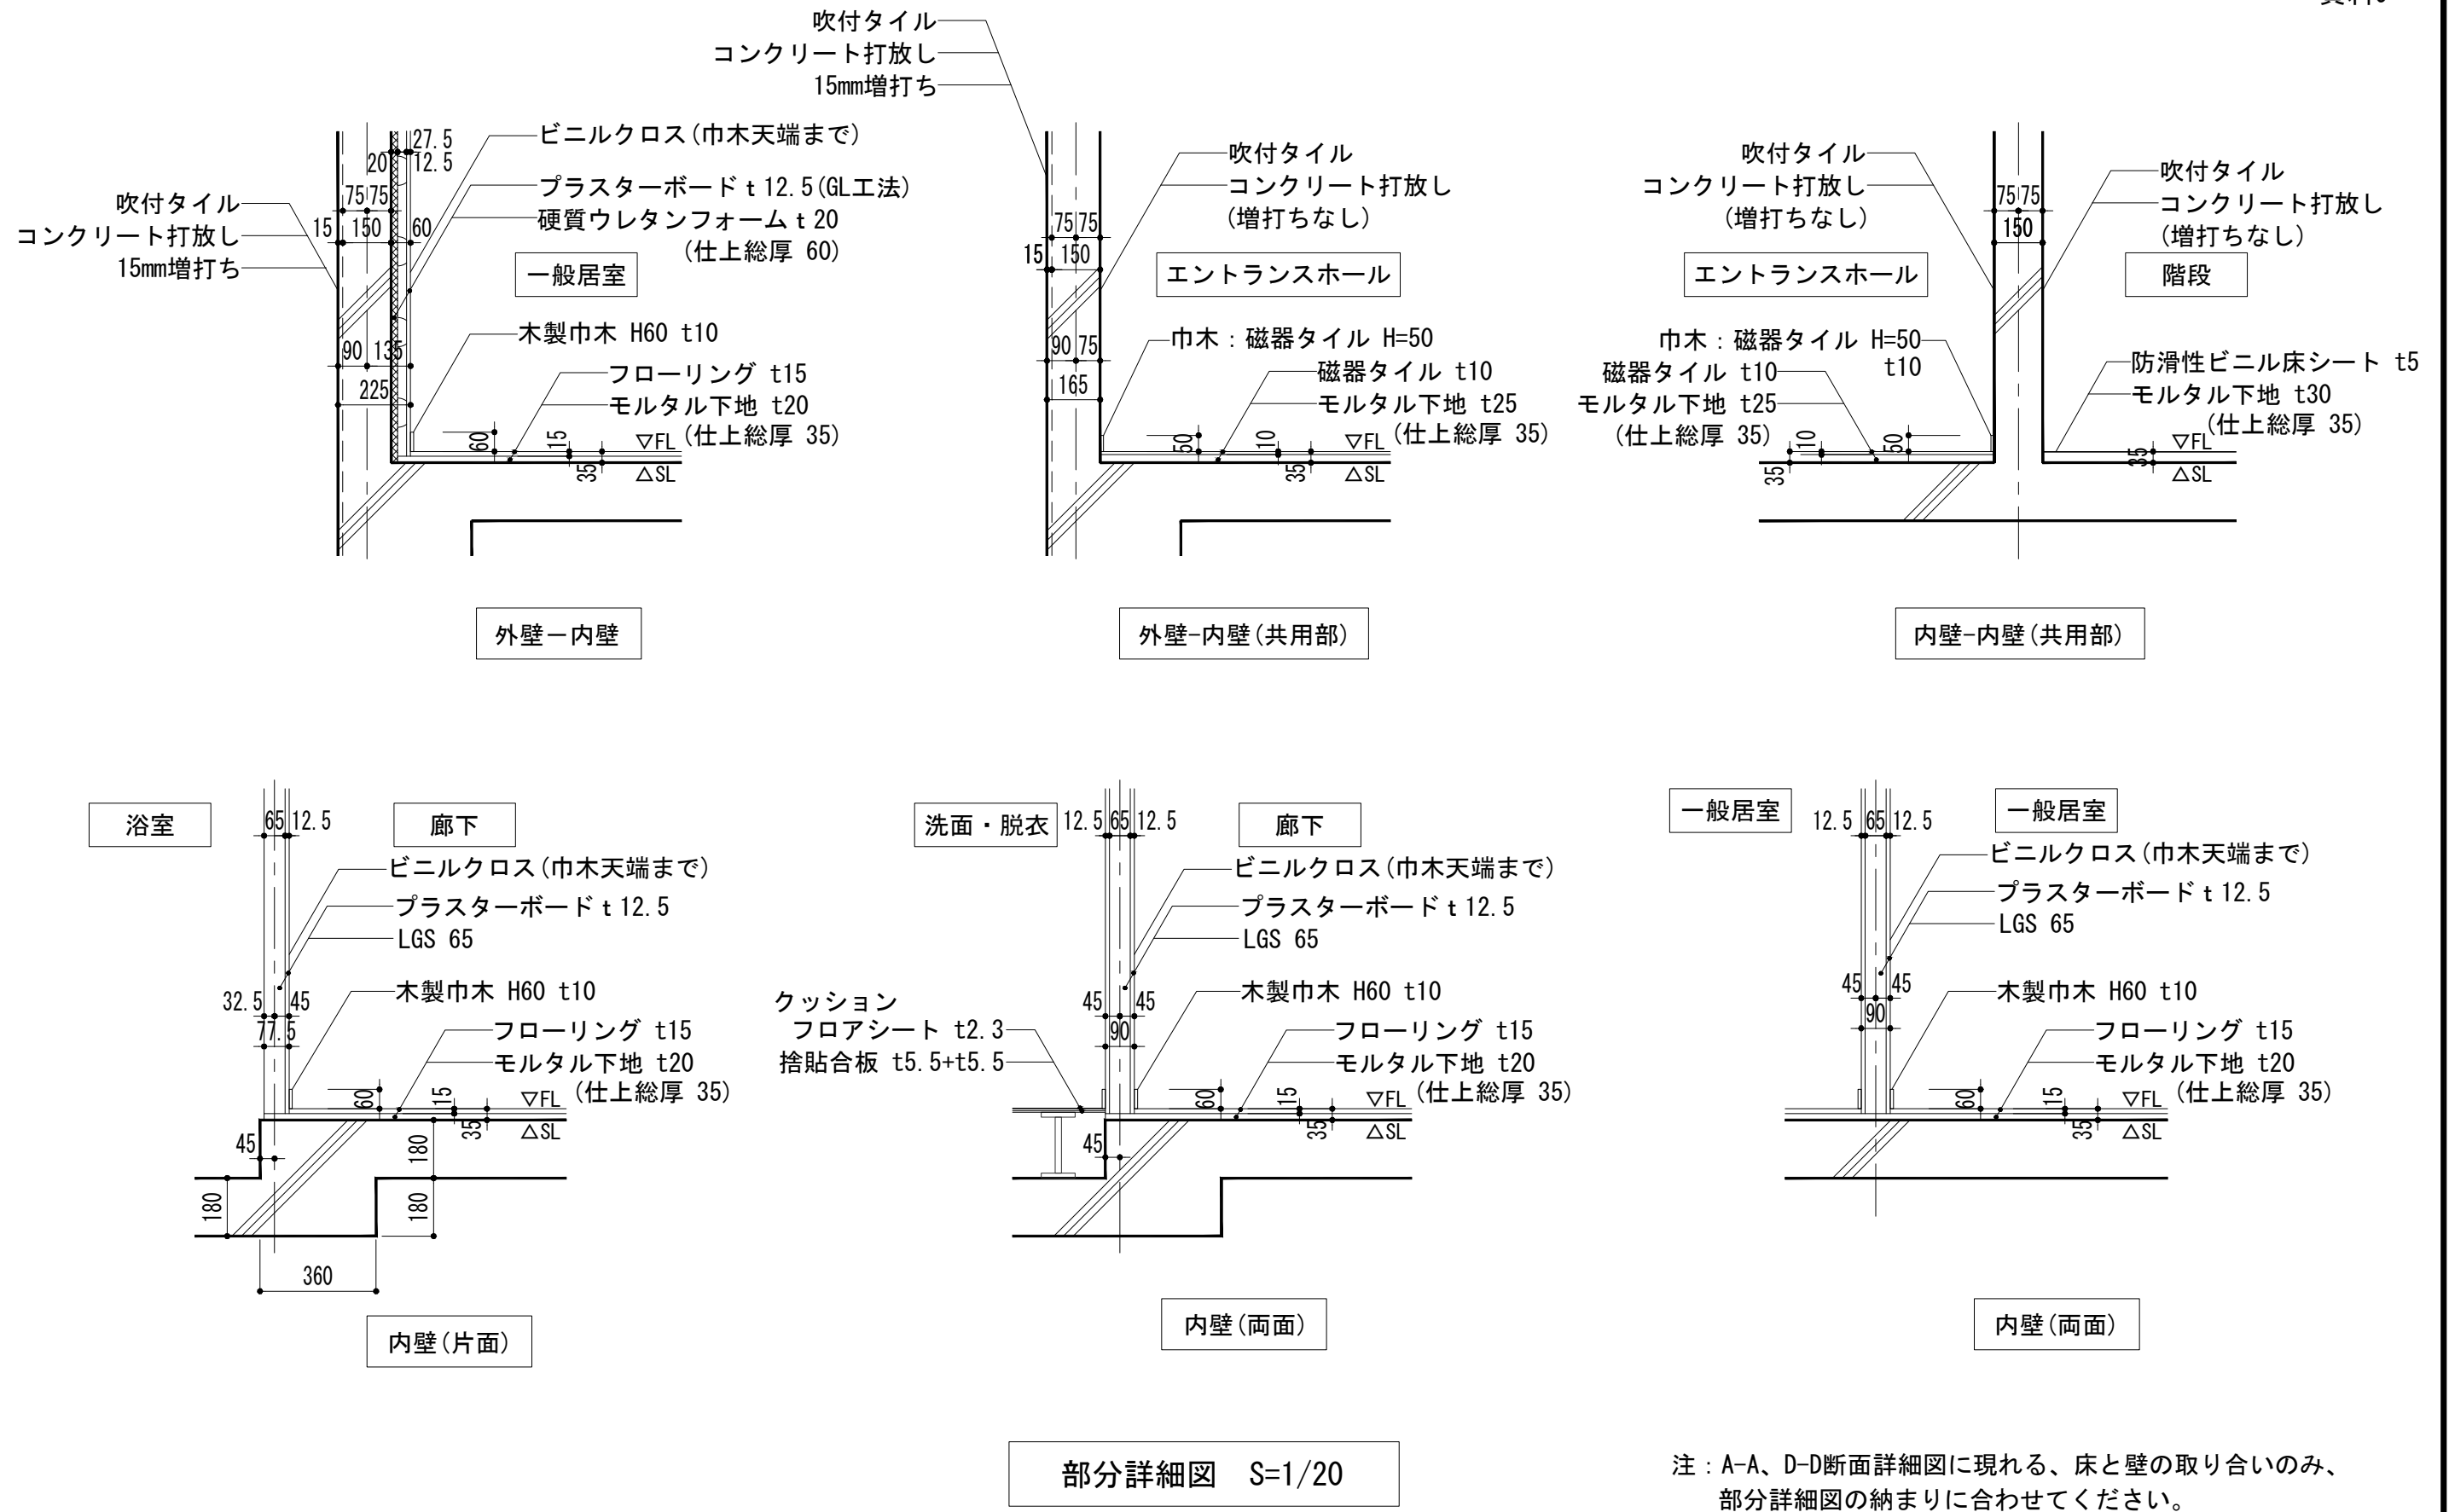 吹付タイル
コンクリート打放し
15mm増打ち
27.5
20
12.5
ビニルクロス(巾木天端まで)
プラスターボード t 12.5(GL工法)
硬質ウレタンフォーム t 20
(仕上総厚 60)
吹付タイル
コンクリート打放し
15mm増打ち
75 75
15 150 60
一般居室
木製巾木 H60 t10
90 135
225
フローリング t15
モルタル下地 t20
(仕上総厚 35)
60
15
35
▽FL
△SL
外壁ー内壁
吹付タイル
コンクリート打放し
(増打ちなし)
75 75
15 150
エントランスホール
巾木：磁器タイル H=50
90 75
165
磁器タイル t10
モルタル下地 t25
(仕上総厚 35)
50
10
35
▽FL
△SL
外壁-内壁(共用部)
吹付タイル
コンクリート打放し
(増打ちなし)
75 75
150
吹付タイル
コンクリート打放し
(増打ちなし)
エントランスホール
階段
巾木：磁器タイル H=50
t10
磁器タイル t10
モルタル下地 t25
(仕上総厚 35)
10
50
35
防滑性ビニル床シート t5
モルタル下地 t30
(仕上総厚 35)
35
▽FL
△SL
内壁-内壁(共用部)
浴室
65 12.5
廊下
ビニルクロス(巾木天端まで)
プラスターボード t 12.5
LGS 65
木製巾木 H60 t10
32.5 45
77.5
フローリング t15
モルタル下地 t20
(仕上総厚 35)
60
15
35
▽FL
△SL
45
180
180
180
360
内壁(片面)
洗面・脱衣
12.5 65 12.5
廊下
ビニルクロス(巾木天端まで)
プラスターボード t 12.5
LGS 65
木製巾木 H60 t10
クッション
フロアシート t2.3
捨貼合板 t5.5+t5.5
45 45
90
フローリング t15
モルタル下地 t20
(仕上総厚 35)
60
15
35
▽FL
△SL
45
内壁(両面)
一般居室
12.5 65 12.5
一般居室
ビニルクロス(巾木天端まで)
プラスターボード t 12.5
LGS 65
木製巾木 H60 t10
45 45
90
フローリング t15
モルタル下地 t20
(仕上総厚 35)
60
15
35
▽FL
△SL
内壁(両面)
部分詳細図 S=1/20
注：A-A、D-D断面詳細図に現れる、床と壁の取り合いのみ、
部分詳細図の納まりに合わせてください。